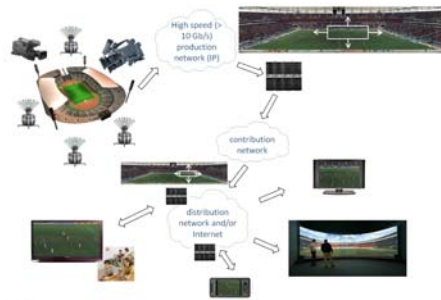 High speed (>
10 Gb/s)
production
network (IP)
contribution
network
distribution
network and/or
Internet